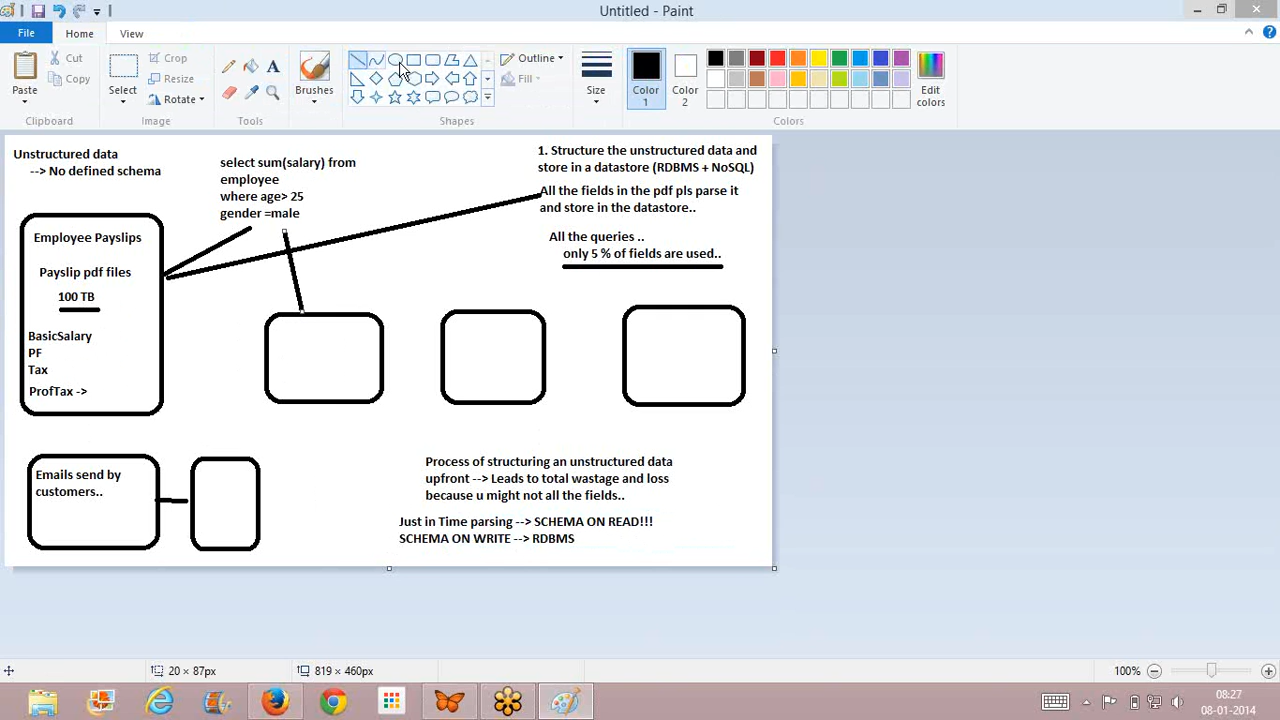 Untitled - Paint
File
Home
View
Paste
Cut
Copy
Clipboard
Select
Crop
Resize
Rotate
Image
A
Tools
Brushes
Shapes
Outline
Fill
Size
Color
1
Color
2
Edit
colors
Colors
Unstructured data
--> No defined schema
select sum(salary) from
employee
where age> 25
gender =male
1. Structure the unstructured data and
store in a datastore (RDBMS + NoSQL)
All the fields in the pdf pls parse it
and store in the datastore..
All the queries ..
only 5 % of fields are used..
Employee Payslips
Payslip pdf files
100 TB
BasicSalary
PF
Tax
ProfTax ->
Emails send by
customers..
Process of structuring an unstructured data
upfront --> Leads to total wastage and loss
because u might not all the fields..
Just in Time parsing --> SCHEMA ON READ!!!
SCHEMA ON WRITE --> RDBMS
20 × 87px
819 × 460px
100%
08:27
08-01-2014